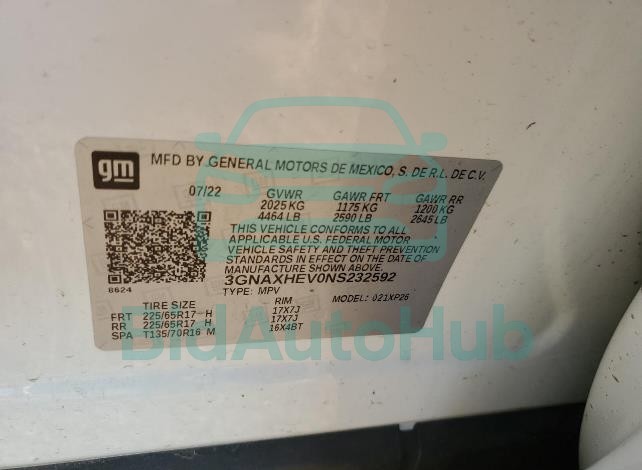 gm MFD BY GENERAL MOTORS DE MEXICO, S. DE R.L. DE C.V.
07/22 GVWR GAWR FRT GAWR RR
2025 KG 1175 KG 1200 KG
4464 LB 2590 LB 2645 LB
THIS VEHICLE CONFORMS TO ALL
APPLICABLE U.S. FEDERAL MOTOR
VEHICLE SAFETY AND THEFT PREVENTION
STANDARDS IN EFFECT ON THE DATE OF
MANUFACTURE SHOWN ABOVE.
8624
3GNAXHEV0NS232592
TYPE: MPV MODEL: 021XP26
TIRE SIZE RIM
FRT 225/65R17 H 17X7J
RR 225/65R17 H 17X7J
SPA T135/70R16 M 16X4BT
BidAutoHub